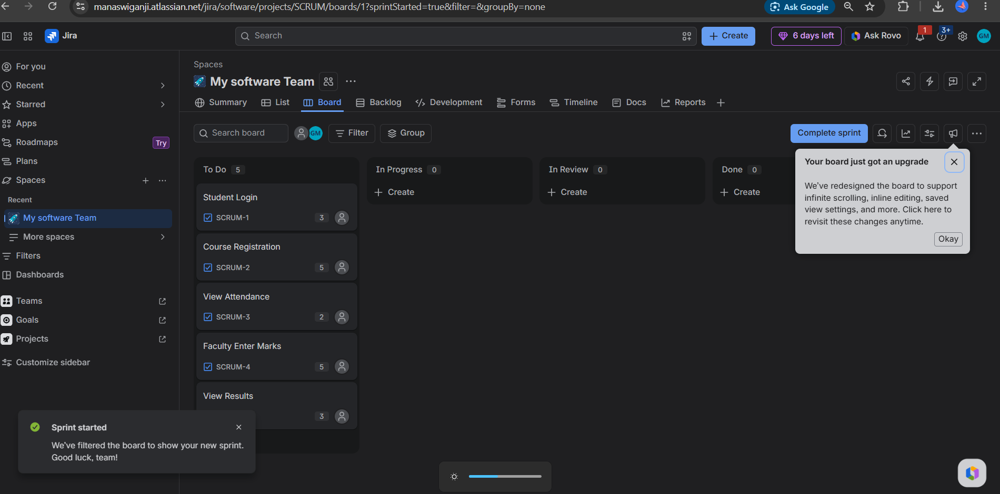 manaswiganji.atlassian.net/jira/software/projects/SCRUM/boards/1?sprintStarted=true&filter=&groupBy=none
Ask Google
Jira
Search
Create
6 days left
Ask Rovo
1
3+
GM
For you
Recent
Starred
Apps
Roadmaps
Try
Plans
Spaces
Recent
My software Team
More spaces
Filters
Dashboards
Teams
Goals
Projects
Customize sidebar
Spaces
My software Team
Summary
List
Board
Backlog
Development
Forms
Timeline
Docs
Reports
Search board
GM
Filter
Group
Complete sprint
To Do 5
Student Login
SCRUM-1 3
Course Registration
SCRUM-2 5
View Attendance
SCRUM-3 2
Faculty Enter Marks
SCRUM-4 5
View Results
3
In Progress 0
Create
In Review 0
Create
Done 0
Create
Your board just got an upgrade
We've redesigned the board to support
infinite scrolling, inline editing, saved
view settings, and more. Click here to
revisit these changes anytime.
Okay
Sprint started
We've filtered the board to show your new sprint.
Good luck, team!